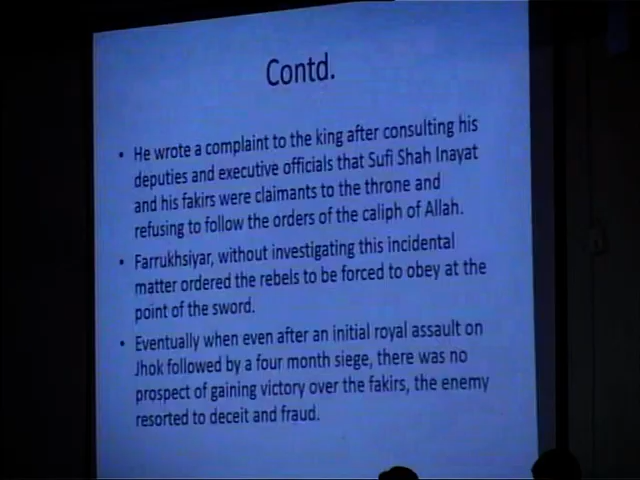 Contd.
• He wrote a complaint to the king after consulting his
deputies and executive officials that Sufi Shah Inayat
and his fakirs were claimants to the throne and
refusing to follow the orders of the caliph of Allah.
• Farrukhsiyar, without investigating this incidental
matter ordered the rebels to be forced to obey at the
point of the sword.
• Eventually when even after an initial royal assault on
Jhok followed by a four month siege, there was no
prospect of gaining victory over the fakirs, the enemy
resorted to deceit and fraud.